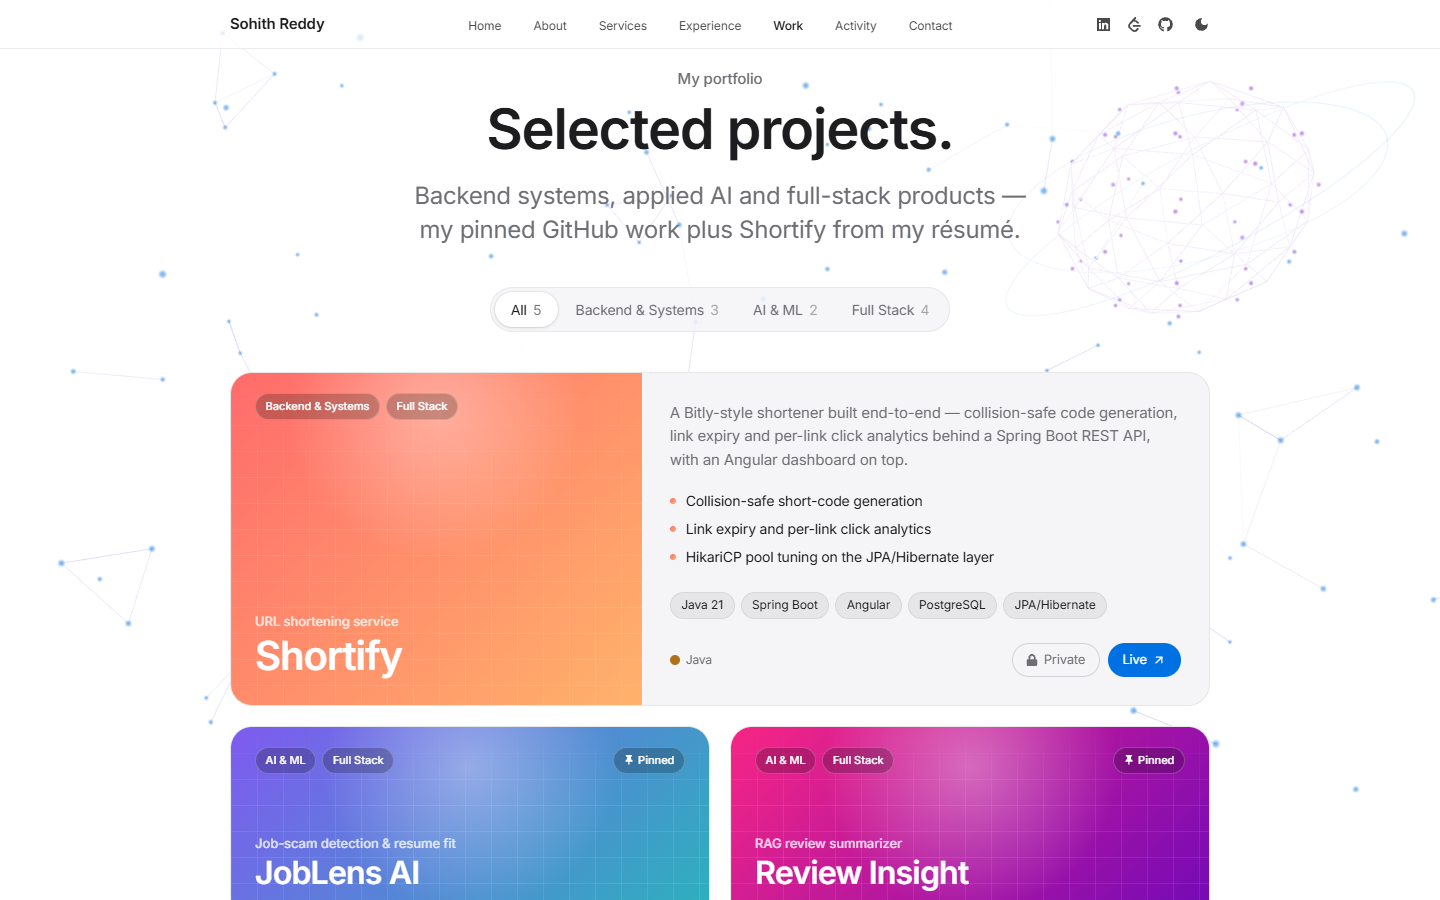 Sohith Reddy
Home
About
Services
Experience
Work
Activity
Contact
My portfolio
Selected projects.
Backend systems, applied AI and full-stack products —
my pinned GitHub work plus Shortify from my résumé.
All 5
Backend & Systems 3
AI & ML 2
Full Stack 4
Backend & Systems
Full Stack
URL shortening service
Shortify
A Bitly-style shortener built end-to-end — collision-safe code generation,
link expiry and per-link click analytics behind a Spring Boot REST API,
with an Angular dashboard on top.
Collision-safe short-code generation
Link expiry and per-link click analytics
HikariCP pool tuning on the JPA/Hibernate layer
Java 21
Spring Boot
Angular
PostgreSQL
JPA/Hibernate
Java
Private
Live
AI & ML
Full Stack
Pinned
Job-scam detection & resume fit
JobLens AI
AI & ML
Full Stack
Pinned
RAG review summarizer
Review Insight